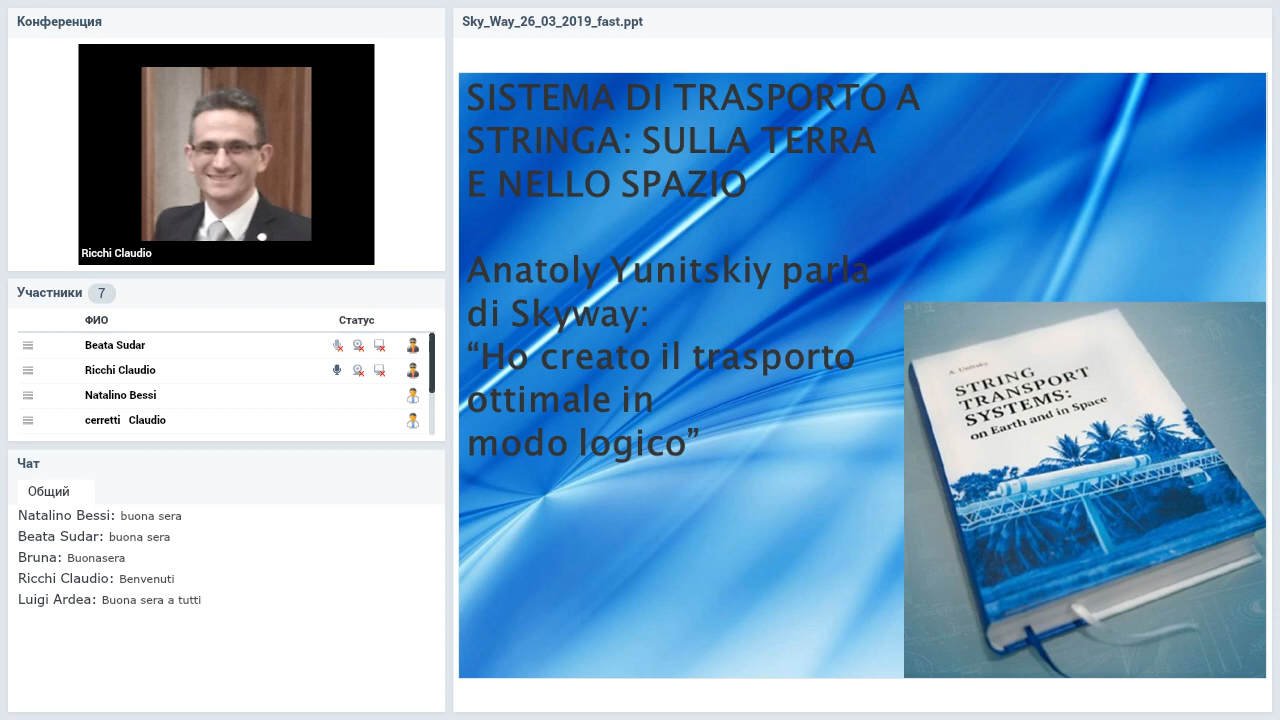 Конференция
Ricchi Claudio
Участники 7
ФИО Статус
Beata Sudar
Ricchi Claudio
Natalino Bessi
cerretti Claudio
Чат
Общий
Natalino Bessi: buona sera
Beata Sudar: buona sera
Bruna: Buonasera
Ricchi Claudio: Benvenuti
Luigi Ardea: Buona sera a tutti
Sky_Way_26_03_2019_fast.ppt
SISTEMA DI TRASPORTO A
STRINGA: SULLA TERRA
E NELLO SPAZIO
Anatoly Yunitskiy parla
di Skyway:
“Ho creato il trasporto
ottimale in
modo logico”
A. Unitsky
STRING
TRANSPORT
SYSTEMS:
on Earth and in Space